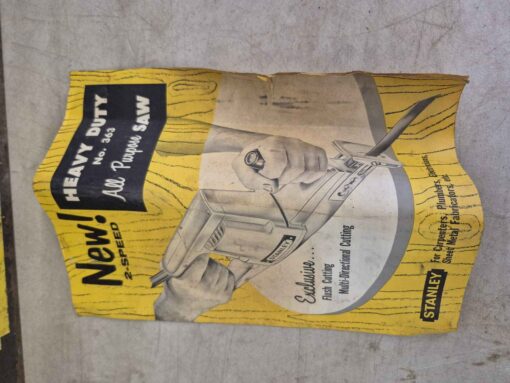 New!
2-SPEED
HEAVY DUTY
No. 363
All Purpose SAW
STANLEY
Exclusive...
Flush Cutting
Multi-Directional Cutting
STANLEY
For Carpenters, Plumbers,
Sheet Metal Fabricators